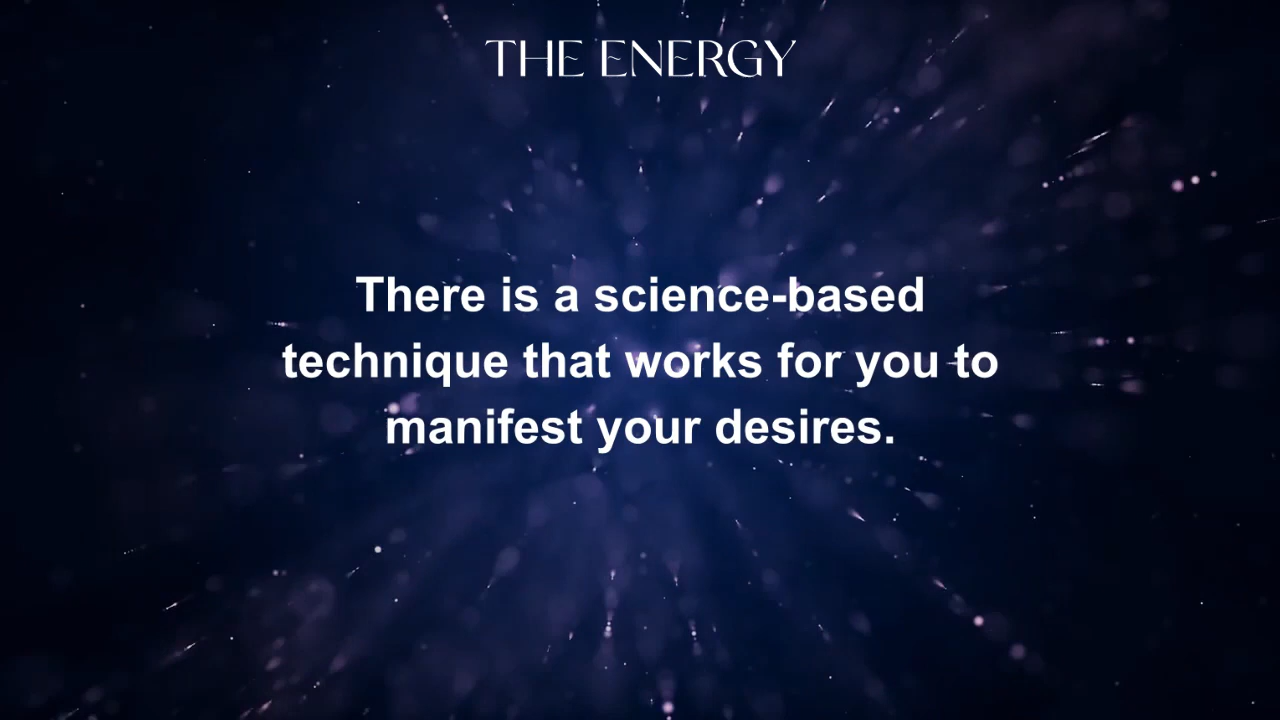 THE ENERGY
There is a science-based
technique that works for you to
manifest your desires.